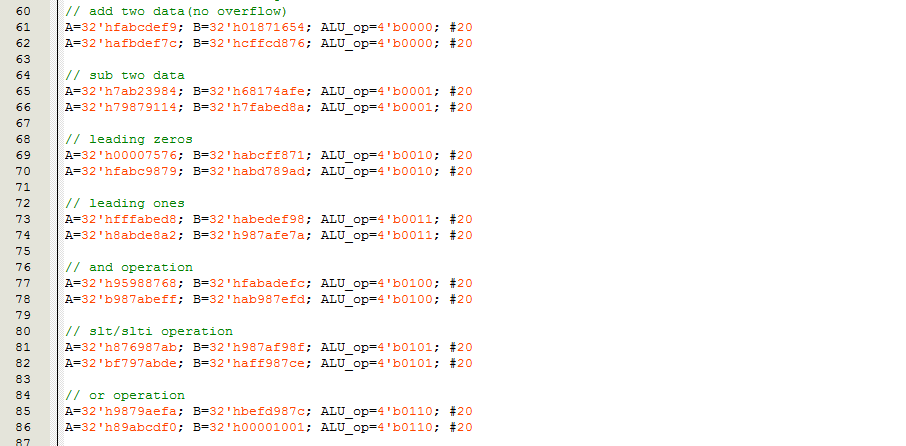 60 // add two data(no overflow)
61 A=32'hfabcdef9; B=32'h01871654; ALU_op=4'b0000; #20
62 A=32'hafbdef7c; B=32'hcffcd876; ALU_op=4'b0000; #20
63
64 // sub two data
65 A=32'h7ab23984; B=32'h68174afe; ALU_op=4'b0001; #20
66 A=32'h79879114; B=32'h7fabed8a; ALU_op=4'b0001; #20
67
68 // leading zeros
69 A=32'h00007576; B=32'habcff871; ALU_op=4'b0010; #20
70 A=32'hfabc9879; B=32'habd789ad; ALU_op=4'b0010; #20
71
72 // leading ones
73 A=32'hfffabed8; B=32'habedef98; ALU_op=4'b0011; #20
74 A=32'h8abde8a2; B=32'h987afe7a; ALU_op=4'b0011; #20
75
76 // and operation
77 A=32'h95988768; B=32'hfabadefc; ALU_op=4'b0100; #20
78 A=32'b987abeff; B=32'hab987efd; ALU_op=4'b0100; #20
79
80 // slt/slti operation
81 A=32'h876987ab; B=32'h987af98f; ALU_op=4'b0101; #20
82 A=32'bf797abde; B=32'haff987ce; ALU_op=4'b0101; #20
83
84 // or operation
85 A=32'h9879aefa; B=32'hbefd987c; ALU_op=4'b0110; #20
86 A=32'h89abcdf0; B=32'h00001001; ALU_op=4'b0110; #20
87